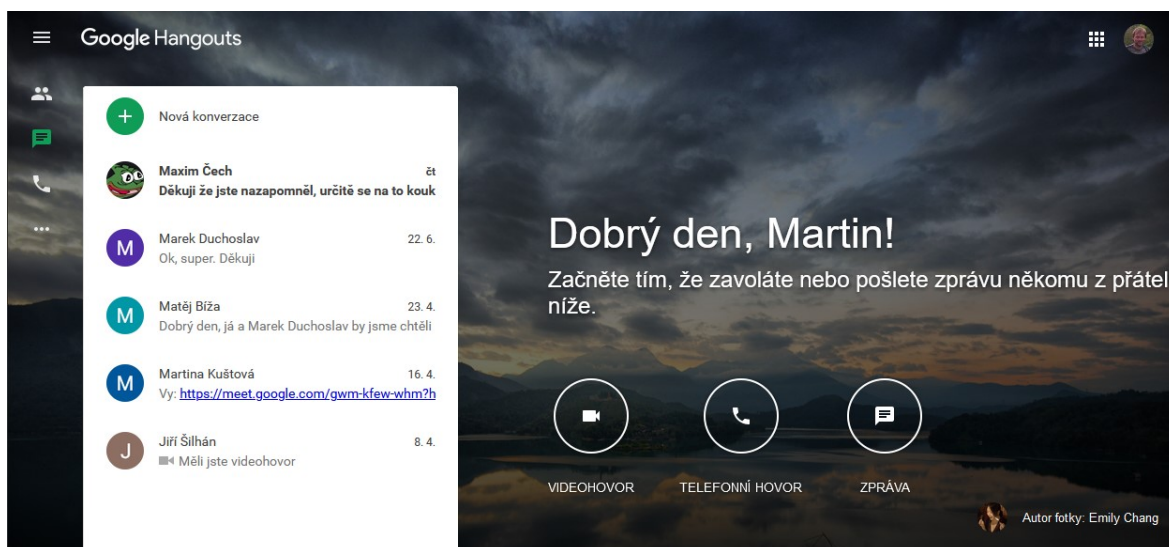 Google Hangouts
Nová konverzace
Maxim Čech čt
Děkuji že jste nazapomněl, určitě se na to kouk
M
Marek Duchoslav 22. 6.
Ok, super. Děkuji
M
Matěj Bíža 23. 4.
Dobrý den, já a Marek Duchoslav by jsme chtěli
M
Martina Kuštová 16. 4.
Vy: https://meet.google.com/gwm-kfew-whm?h
J
Jiří Šilhán 8. 4.
Měli jste videohovor
Dobrý den, Martin!
Začněte tím, že zavoláte nebo pošlete zprávu někomu z přátel
níže.
VIDEOHOVOR TELEFONNÍ HOVOR ZPRÁVA
Autor fotky: Emily Chang